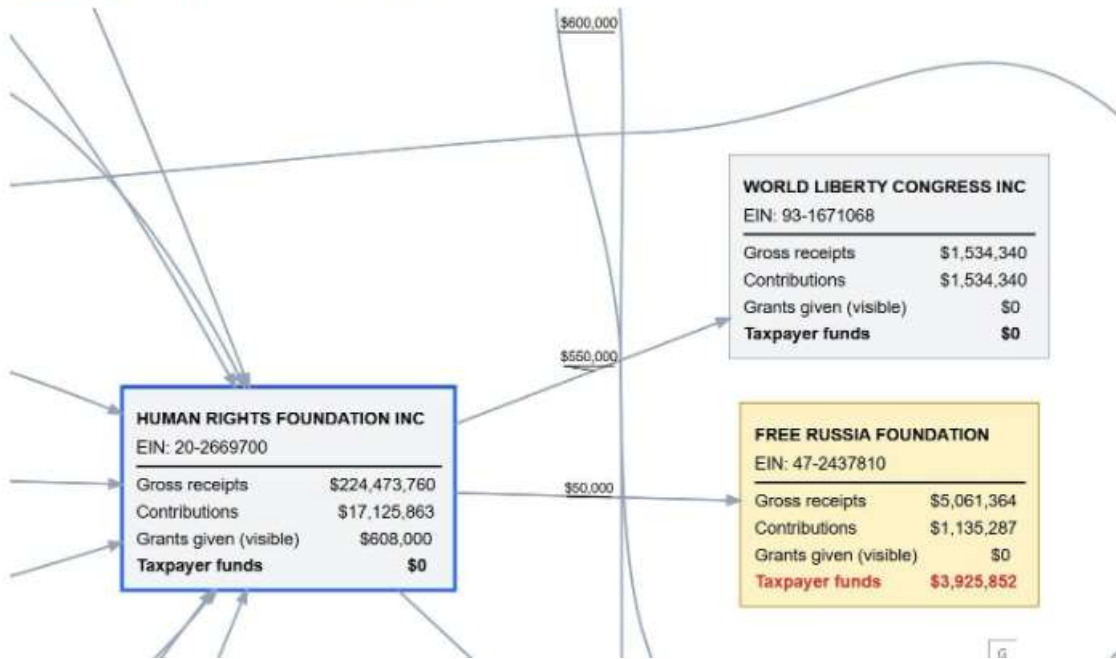 $600,000
WORLD LIBERTY CONGRESS INC
EIN: 93-1671068
Gross receipts $1,534,340
Contributions $1,534,340
Grants given (visible) $0
Taxpayer funds $0
$550,000
HUMAN RIGHTS FOUNDATION INC
EIN: 20-2669700
Gross receipts $224,473,760
Contributions $17,125,863
Grants given (visible) $608,000
Taxpayer funds $0
$50,000
FREE RUSSIA FOUNDATION
EIN: 47-2437810
Gross receipts $5,061,364
Contributions $1,135,287
Grants given (visible) $0
Taxpayer funds $3,925,852
G